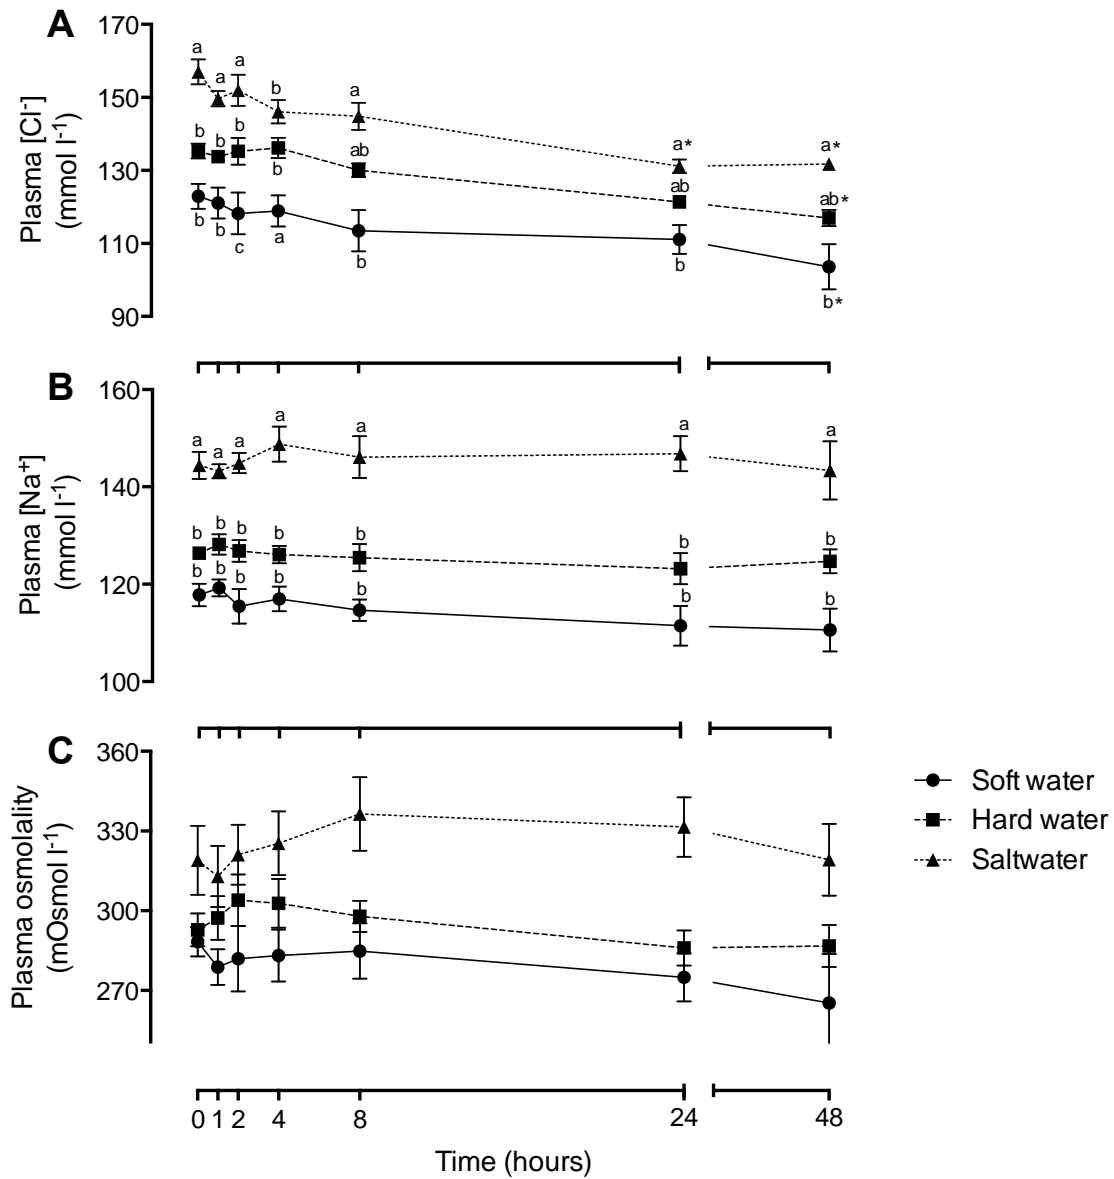 A
170
150
130
110
90
Plasma [Cl⁻]
(mmol l⁻¹)
a a a b a a* a*
b b b b ab ab ab*
b b c a b b b*
B
160
140
120
100
Plasma [Na⁺]
(mmol l⁻¹)
a a a a a a a
b b b b b b b
b b b b b b b
C
360
330
300
270
Plasma osmolality
(mOsmol l⁻¹)
Soft water
Hard water
Saltwater
0 1 2 4 8 24 48
Time (hours)